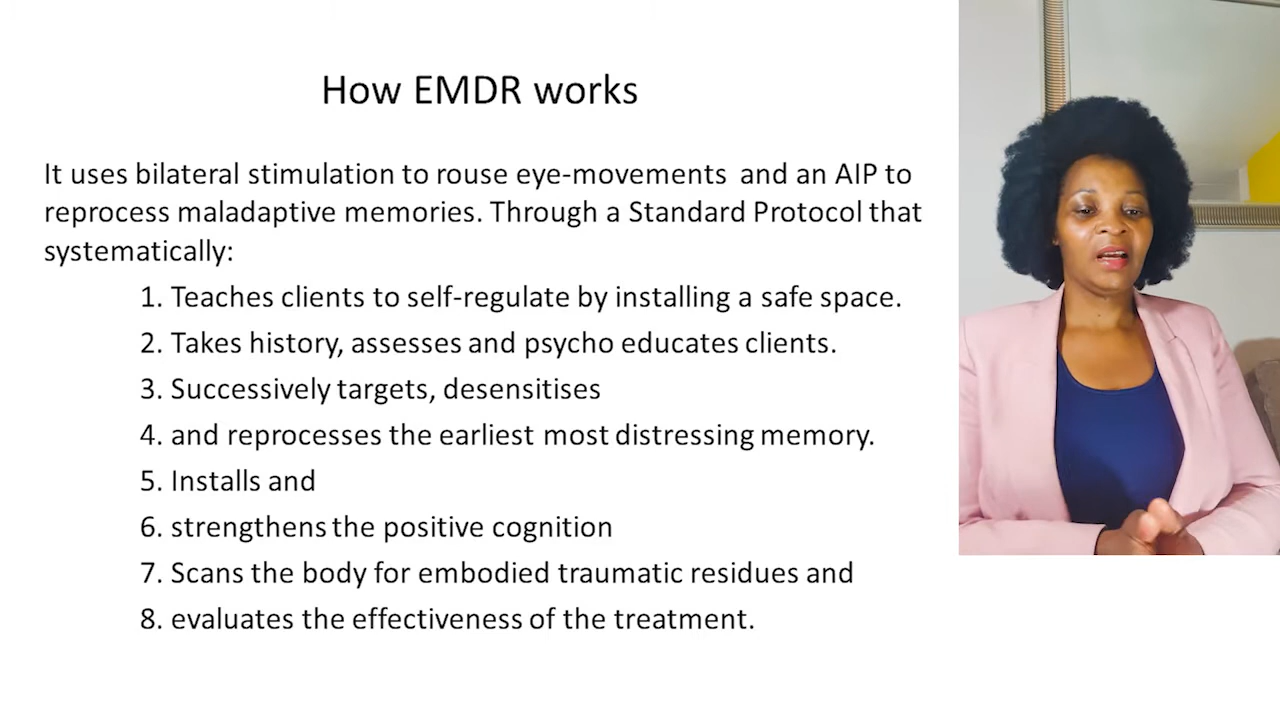 How EMDR works
It uses bilateral stimulation to rouse eye-movements and an AIP to
reprocess maladaptive memories. Through a Standard Protocol that
systematically:
1. Teaches clients to self-regulate by installing a safe space.
2. Takes history, assesses and psycho educates clients.
3. Successively targets, desensitises
4. and reprocesses the earliest most distressing memory.
5. Installs and
6. strengthens the positive cognition
7. Scans the body for embodied traumatic residues and
8. evaluates the effectiveness of the treatment.